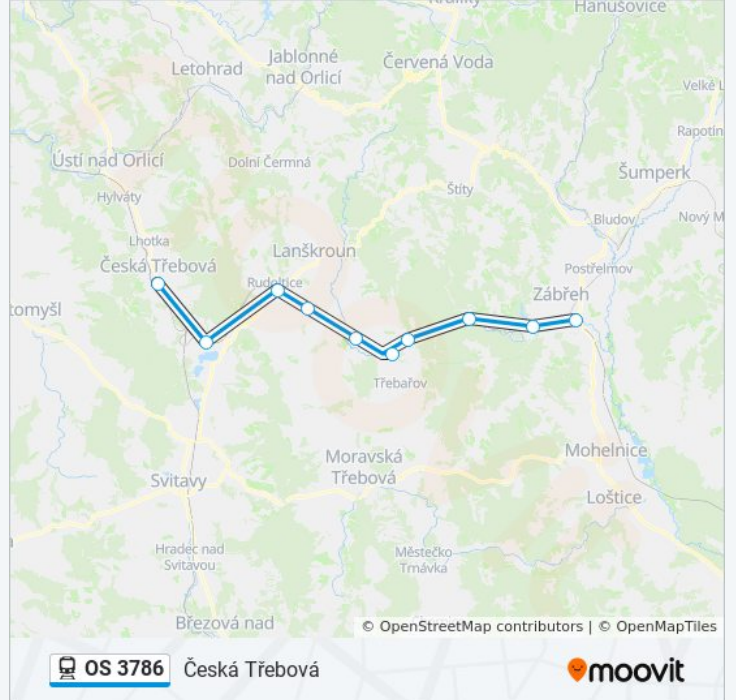 Králíky
Hanušovice
Jablonné
nad Orlicí
Letohrad
Červená Voda
Velké L
Rapotín
Ústí nad Orlicí
Dolní Čermná
Šumperk
Hylváty
Štíty
Bludov
Nový M
Lhotka
Lanškroun
Česká Třebová
Postřelmov
Rudoltice
Zábřeh
tomyšl
Třebařov
Moravská
Třebová
Mohelnice
Svitavy
Loštice
Hradec nad
Svitavou
Městečko
Trnávka
Březová nad
© OpenStreetMap contributors | © OpenMapTiles
OS 3786
Česká Třebová
moovit